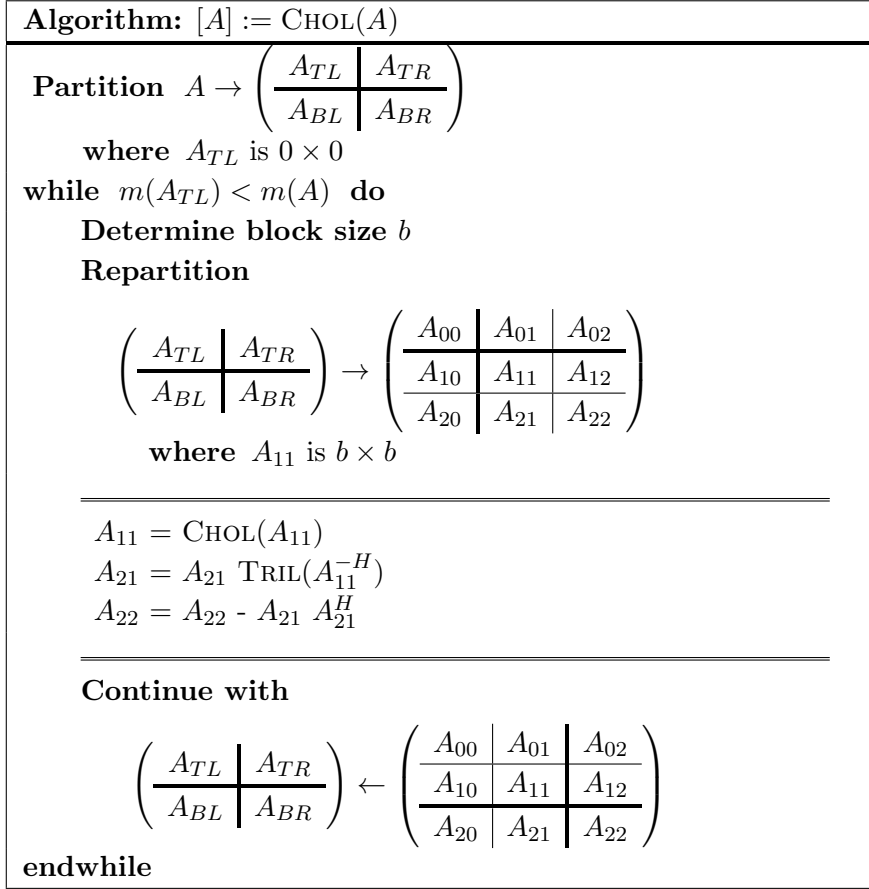 Algorithm: [A] := CHOL(A)
Partition A → ( A_TL | A_TR
A_BL | A_BR )
where A_TL is 0 × 0
while m(A_TL) < m(A) do
Determine block size b
Repartition
( A_TL | A_TR
A_BL | A_BR ) → ( A_00 | A_01 | A_02
A_10 | A_11 | A_12
A_20 | A_21 | A_22 )
where A_11 is b × b
A_11 = CHOL(A_11)
A_21 = A_21 TRIL(A_11^{-H})
A_22 = A_22 - A_21 A_21^H
Continue with
( A_TL | A_TR
A_BL | A_BR ) ← ( A_00 | A_01 | A_02
A_10 | A_11 | A_12
A_20 | A_21 | A_22 )
endwhile